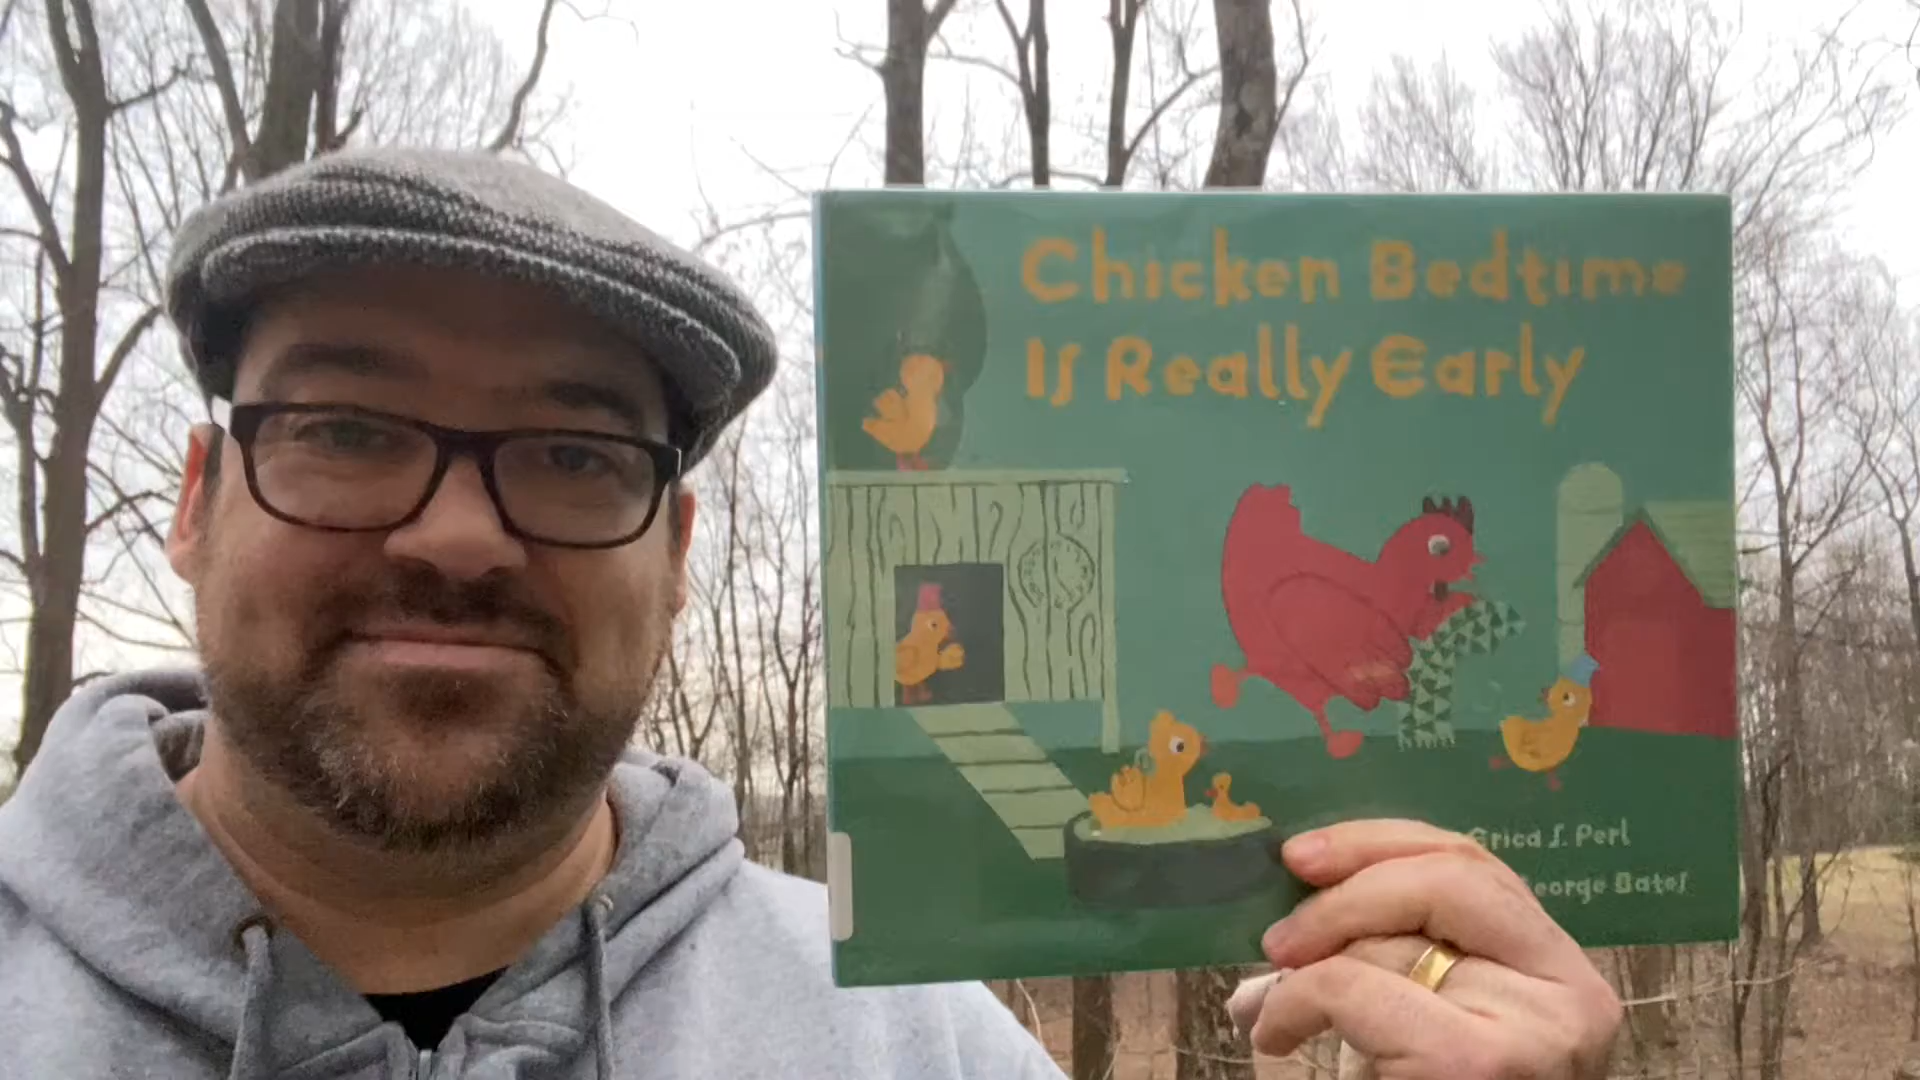 Chicken Bedtime
Is Really Early
Erica S. Perl
George Bates